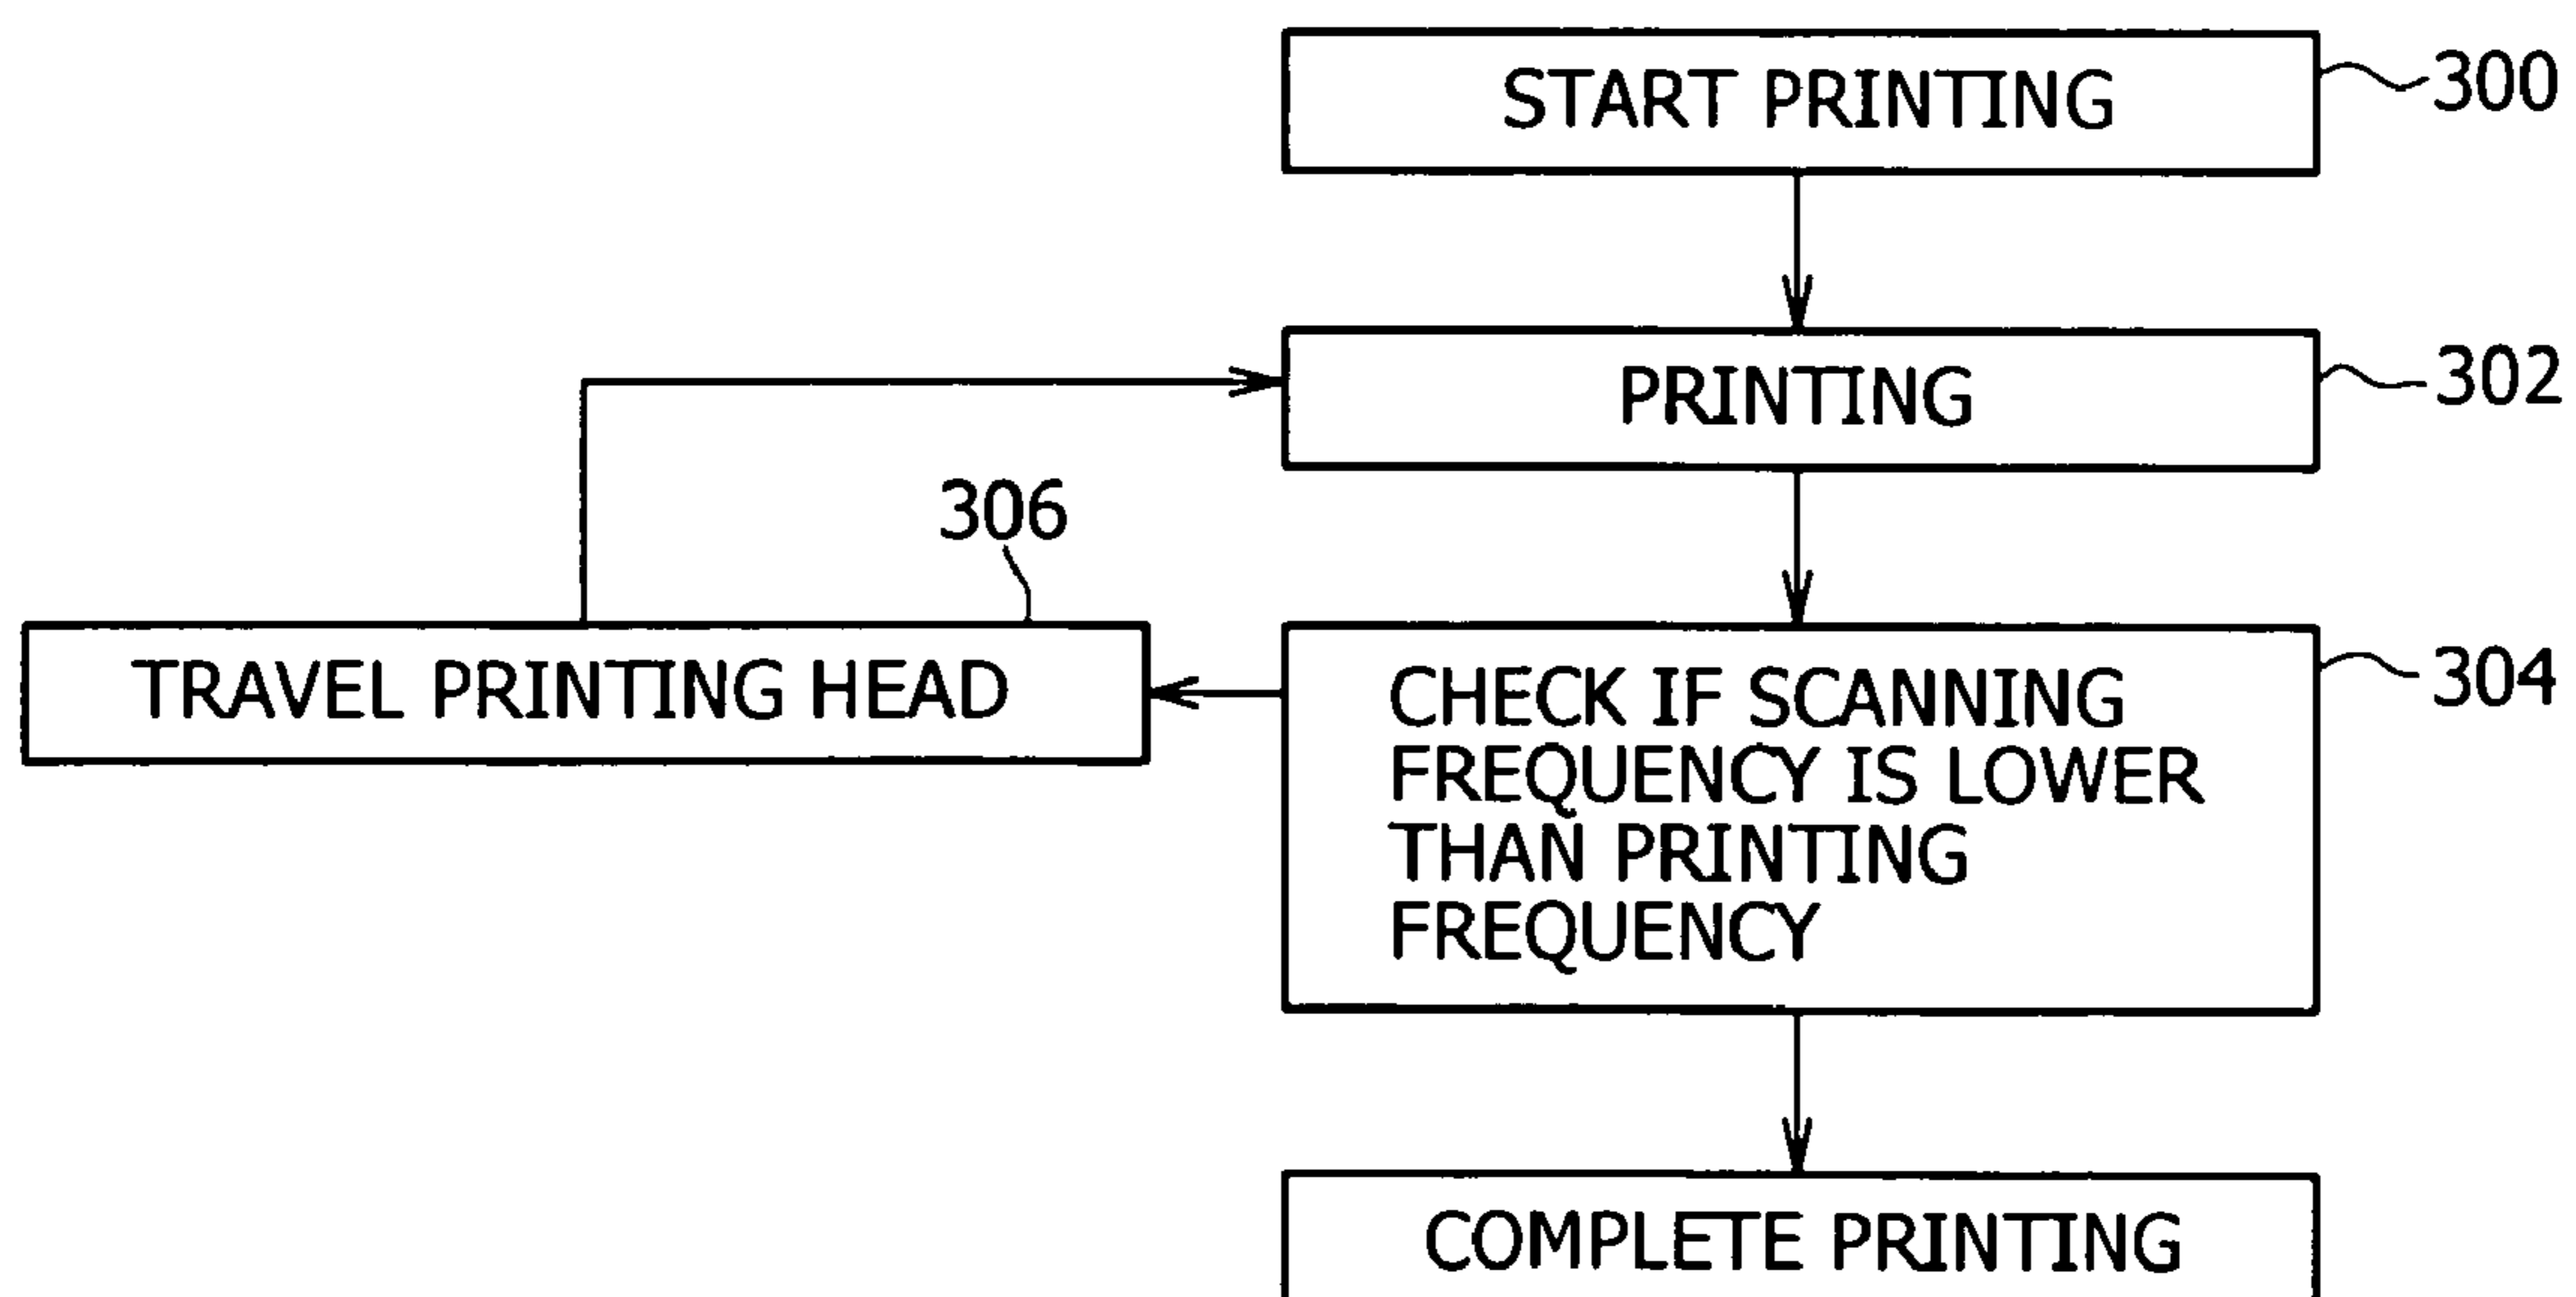 START PRINTING
300
PRINTING
302
306
TRAVEL PRINTING HEAD
CHECK IF SCANNING
FREQUENCY IS LOWER
THAN PRINTING
FREQUENCY
304
COMPLETE PRINTING